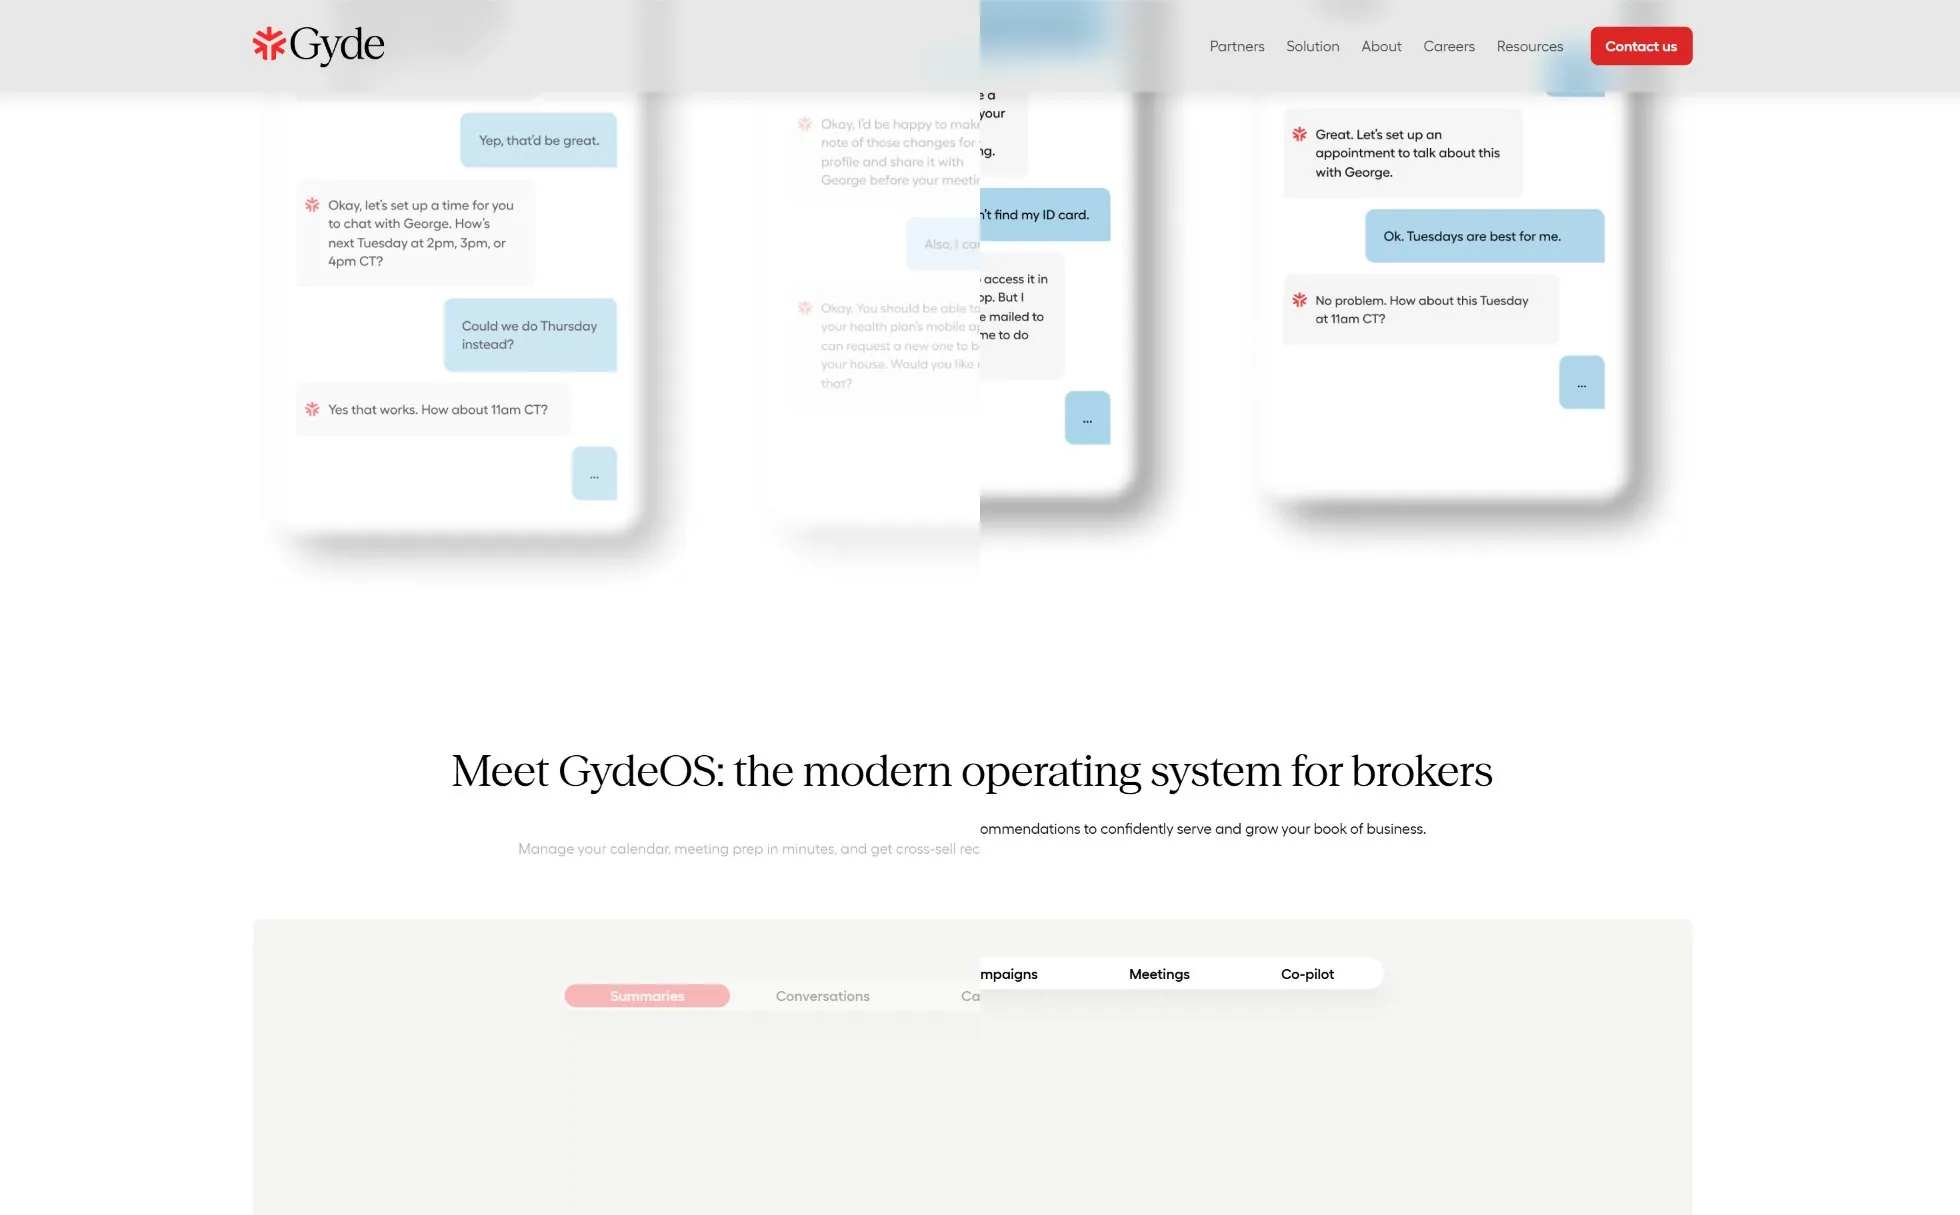 Gyde
Partners
Solution
About
Careers
Resources
Contact us
Yep, that'd be great.
Okay, let's set up a time for you
to chat with George. How's
next Tuesday at 2pm, 3pm, or
4pm CT?
Could we do Thursday
instead?
Yes that works. How about 11am CT?
...
Okay, I'd be happy to make
note of those changes for
profile and share it with
George before your meetin
Also, I can
Okay. You should be able to
your health plan's mobile ap
can request a new one to b
your house. Would you like
that?
e a
your
ng.
n't find my ID card.
access it in
op. But I
e mailed to
me to do
...
Great. Let's set up an
appointment to talk about this
with George.
Ok. Tuesdays are best for me.
No problem. How about this Tuesday
at 11am CT?
...
Meet GydeOS: the modern operating system for brokers
ommendations to confidently serve and grow your book of business.
Manage your calendar, meeting prep in minutes, and get cross-sell rec
mpaigns
Meetings
Co-pilot
Summaries
Conversations
Ca